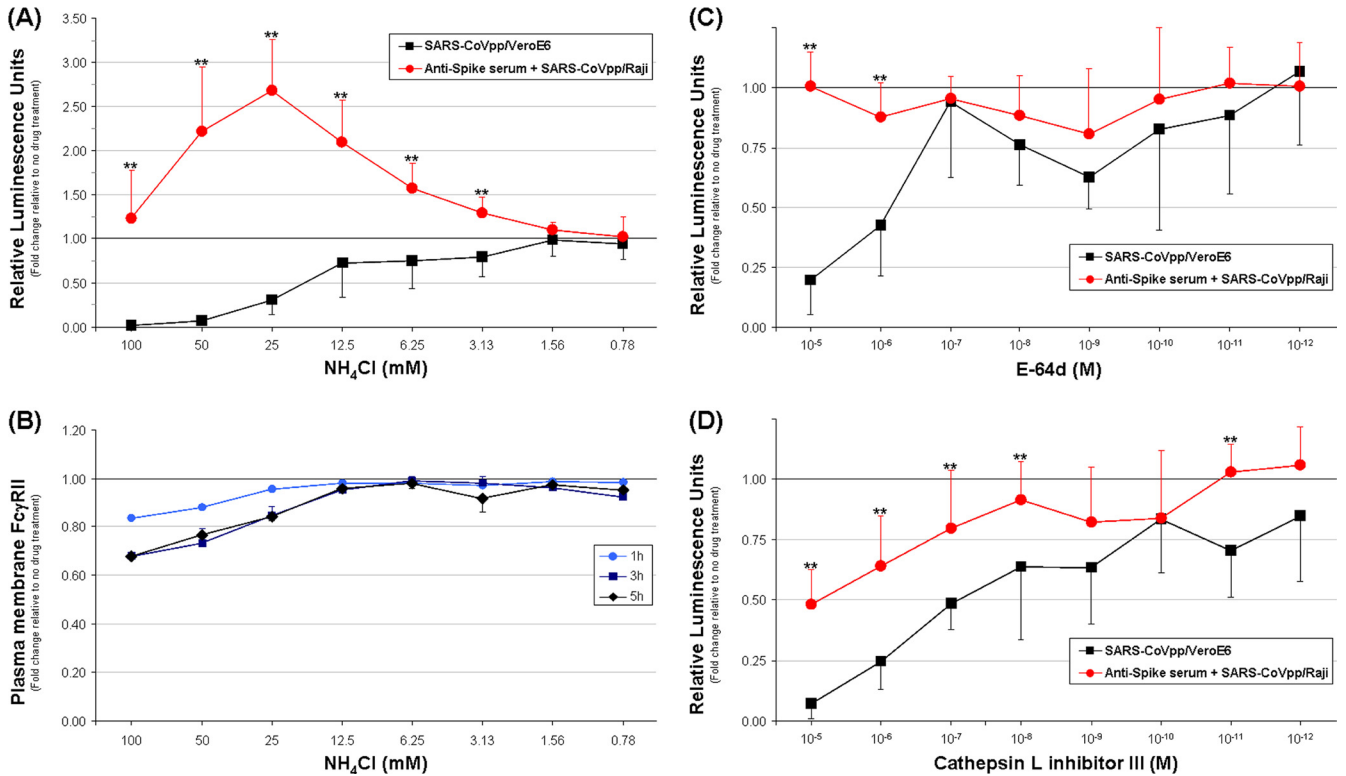 (A)
Relative Luminescence Units
(Fold change relative to no drug treatment)
3.50
3.00
2.50
2.00
1.50
1.00
0.50
0.00
** ** ** ** ** **
SARS-CoVpp/VeroE6
Anti-Spike serum + SARS-CoVpp/Raji
100 50 25 12.5 6.25 3.13 1.56 0.78
NH4Cl (mM)
(B)
Plasma membrane FcγRII
(Fold change relative to no drug treatment)
1.20
1.00
0.80
0.60
0.40
0.20
0.00
1h
3h
5h
100 50 25 12.5 6.25 3.13 1.56 0.78
NH4Cl (mM)
(C)
Relative Luminescence Units
(Fold change relative to no drug treatment)
1.00
0.75
0.50
0.25
0.00
** **
SARS-CoVpp/VeroE6
Anti-Spike serum + SARS-CoVpp/Raji
10-5 10-6 10-7 10-8 10-9 10-10 10-11 10-12
E-64d (M)
(D)
Relative Luminescence Units
(Fold change relative to no drug treatment)
1.00
0.75
0.50
0.25
0.00
** ** ** ** **
SARS-CoVpp/VeroE6
Anti-Spike serum + SARS-CoVpp/Raji
10-5 10-6 10-7 10-8 10-9 10-10 10-11 10-12
Cathepsin L inhibitor III (M)